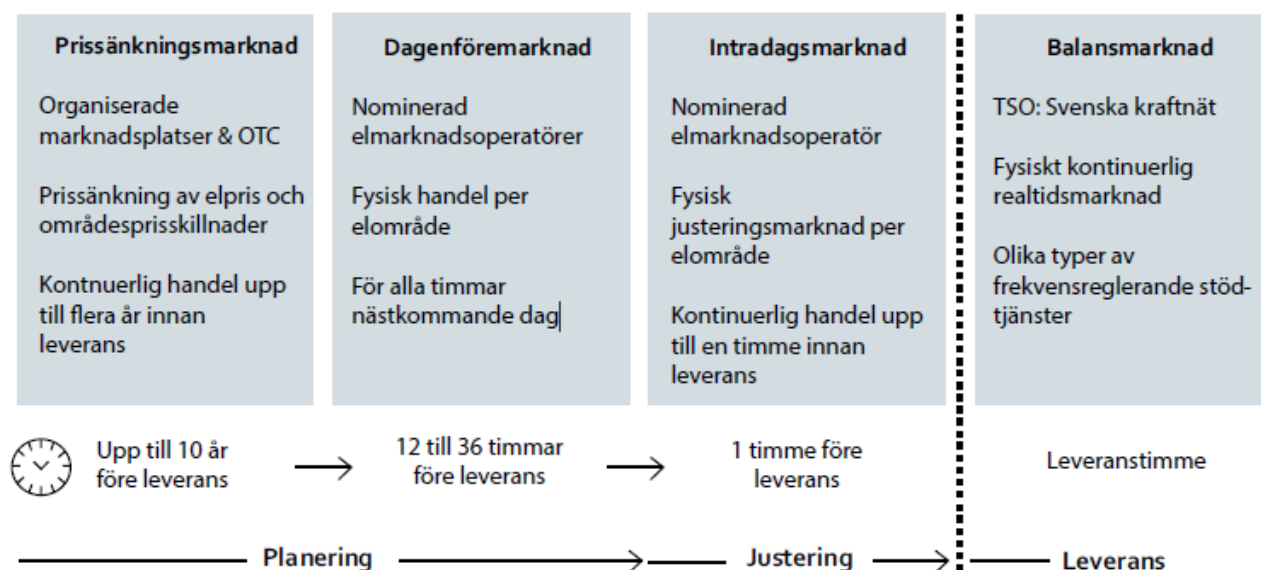 Prissänkningsmarknad
Organiserade
marknadsplatser & OTC
Prissänkning av elpris och
områdesprisskillnader
Kontnuerlig handel upp
till flera år innan
leverans
Dagenföremarknad
Nominerad
elmarknadsoperatörer
Fysisk handel per
elområde
För alla timmar
nästkommande dag
Intradagsmarknad
Nominerad
elmarknadsoperatör
Fysisk
justeringsmarknad per
elområde
Kontinuerlig handel upp
till en timme innan
leverans
Balansmarknad
TSO: Svenska kraftnät
Fysiskt kontinuerlig
realtidsmarknad
Olika typer av
frekvensreglerande stöd-
tjänster
Upp till 10 år
före leverans
12 till 36 timmar
före leverans
1 timme före
leverans
Leveranstimme
Planering
Justering
Leverans